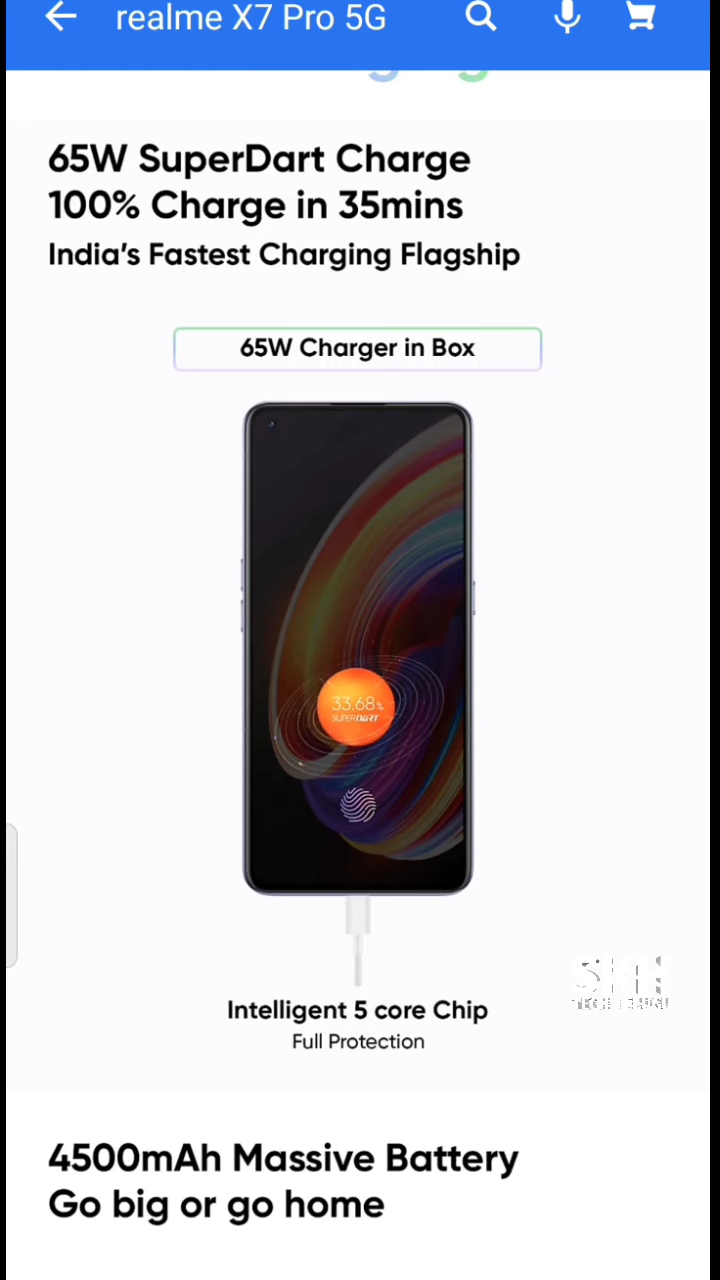 realme X7 Pro 5G
65W SuperDart Charge
100% Charge in 35mins
India's Fastest Charging Flagship
65W Charger in Box
33.68%
SUPERDART
Intelligent 5 core Chip
Full Protection
4500mAh Massive Battery
Go big or go home